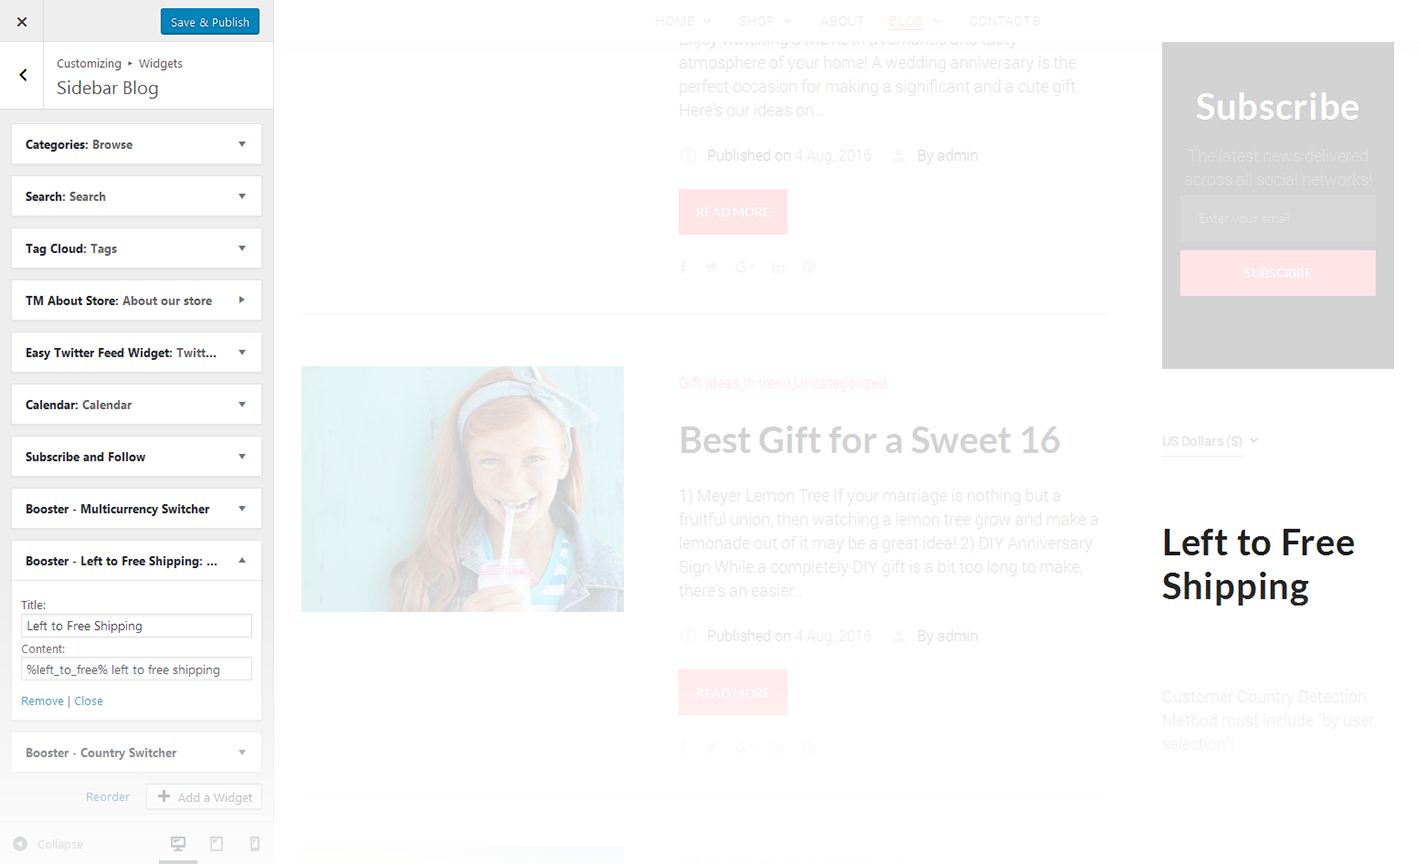 Save & Publish
Customizing ▸ Widgets
Sidebar Blog
Categories: Browse
Search: Search
Tag Cloud: Tags
TM About Store: About our store
Easy Twitter Feed Widget: Twitt...
Calendar: Calendar
Subscribe and Follow
Booster - Multicurrency Switcher
Booster - Left to Free Shipping: ...
Title:
Left to Free Shipping
Content:
%left_to_free% left to free shipping
Remove | Close
Booster - Country Switcher
Reorder
Add a Widget
Collapse
HOME SHOP ABOUT BLOG CONTACTS
Enjoy watching a movie in a romantic and tasty
atmosphere of your home! A wedding anniversary is the
perfect occasion for making a significant and a cute gift.
Here's our ideas on...
Published on 4 Aug, 2016 By admin
READ MORE
Gift ideas In trend Uncategorized
Best Gift for a Sweet 16
1) Meyer Lemon Tree If your marriage is nothing but a
fruitful union, then watching a lemon tree grow and make a
lemonade out of it may be a great idea! 2) DIY Anniversary
Sign While a completely DIY gift is a bit too long to make,
there's an easier...
Published on 4 Aug, 2016 By admin
READ MORE
Subscribe
The latest news delivered
across all social networks!
Enter your email
SUBSCRIBE
US Dollars ($)
Left to Free
Shipping
Customer Country Detection
Method must include "by user
selection"!